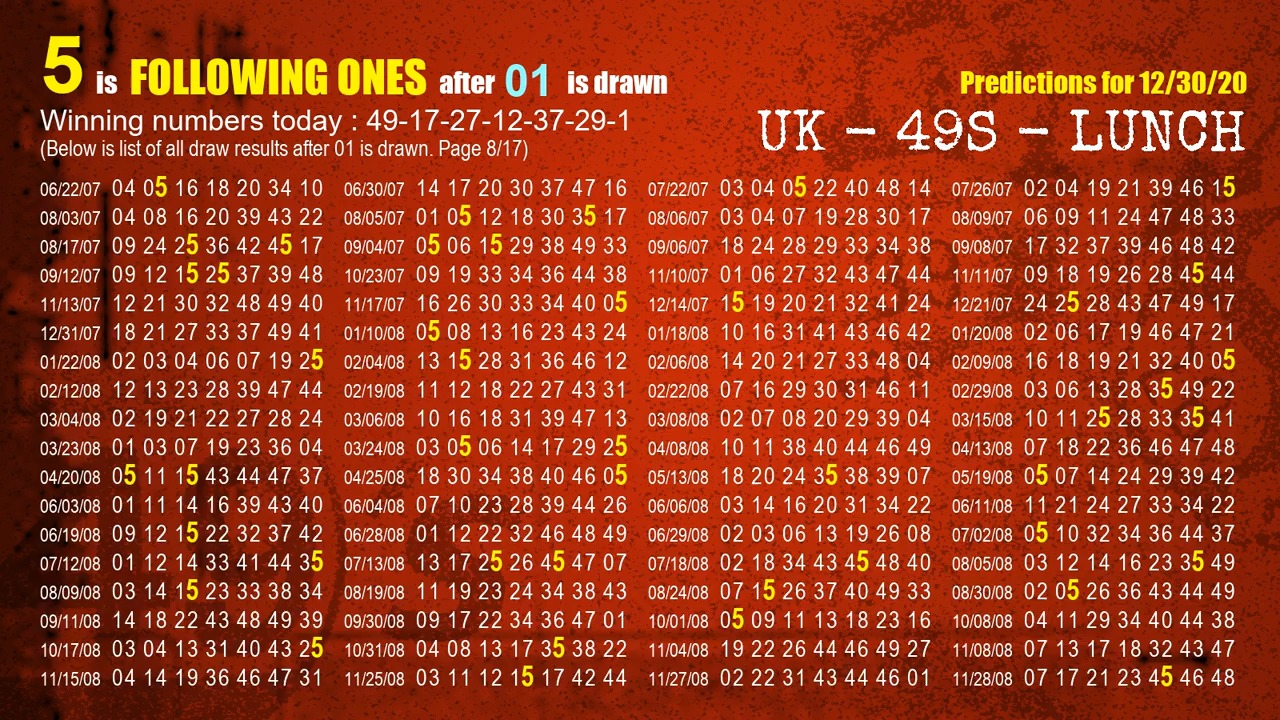 5 is FOLLOWING ONES after 01 is drawn
Predictions for 12/30/20
Winning numbers today : 49-17-27-12-37-29-1
UK - 49S - LUNCH
(Below is list of all draw results after 01 is drawn. Page 8/17)
06/22/07 04 05 16 18 20 34 10 06/30/07 14 17 20 30 37 47 16 07/22/07 03 04 05 22 40 48 14 07/26/07 02 04 19 21 39 46 15
08/03/07 04 08 16 20 39 43 22 08/05/07 01 05 12 18 30 35 17 08/06/07 03 04 07 19 28 30 17 08/09/07 06 09 11 24 47 48 33
08/17/07 09 24 25 36 42 45 17 09/04/07 05 06 15 29 38 49 33 09/06/07 18 24 28 29 33 34 38 09/08/07 17 32 37 39 46 48 42
09/12/07 09 12 15 25 37 39 48 10/23/07 09 19 33 34 36 44 38 11/10/07 01 06 27 32 43 47 44 11/11/07 09 18 19 26 28 45 44
11/13/07 12 21 30 32 48 49 40 11/17/07 16 26 30 33 34 40 05 12/14/07 15 19 20 21 32 41 24 12/21/07 24 25 28 43 47 49 17
12/31/07 18 21 27 33 37 49 41 01/10/08 05 08 13 16 23 43 24 01/18/08 10 16 31 41 43 46 42 01/20/08 02 06 17 19 46 47 21
01/22/08 02 03 04 06 07 19 25 02/04/08 13 15 28 31 36 46 12 02/06/08 14 20 21 27 33 48 04 02/09/08 16 18 19 21 32 40 05
02/12/08 12 13 23 28 39 47 44 02/19/08 11 12 18 22 27 43 31 02/22/08 07 16 29 30 31 46 11 02/29/08 03 06 13 28 35 49 22
03/04/08 02 19 21 22 27 28 24 03/06/08 10 16 18 31 39 47 13 03/08/08 02 07 08 20 29 39 04 03/15/08 10 11 25 28 33 35 41
03/23/08 01 03 07 19 23 36 04 03/24/08 03 05 06 14 17 29 25 04/08/08 10 11 38 40 44 46 49 04/13/08 07 18 22 36 46 47 48
04/20/08 05 11 15 43 44 47 37 04/25/08 18 30 34 38 40 46 05 05/13/08 18 20 24 35 38 39 07 05/19/08 05 07 14 24 29 39 42
06/03/08 01 11 14 16 39 43 40 06/04/08 07 10 23 28 39 44 26 06/06/08 03 14 16 20 31 34 22 06/11/08 11 21 24 27 33 34 22
06/19/08 09 12 15 22 32 37 42 06/28/08 01 12 22 32 46 48 49 06/29/08 02 03 06 13 19 26 08 07/02/08 05 10 32 34 36 44 37
07/12/08 01 12 14 33 41 44 35 07/13/08 13 17 25 26 45 47 07 07/18/08 02 18 34 43 45 48 40 08/05/08 03 12 14 16 23 35 49
08/09/08 03 14 15 23 33 38 34 08/19/08 11 19 23 24 34 38 43 08/24/08 07 15 26 37 40 49 33 08/30/08 02 05 26 36 43 44 49
09/11/08 14 18 22 43 48 49 39 09/30/08 09 17 22 34 36 47 01 10/01/08 05 09 11 13 18 23 16 10/08/08 04 11 29 34 40 44 38
10/17/08 03 04 13 31 40 43 25 10/31/08 04 08 13 17 35 38 22 11/04/08 19 22 26 44 46 49 27 11/08/08 07 13 17 18 32 43 47
11/15/08 04 14 19 36 46 47 31 11/25/08 03 11 12 15 17 42 44 11/27/08 02 22 31 43 44 46 01 11/28/08 07 17 21 23 45 46 48